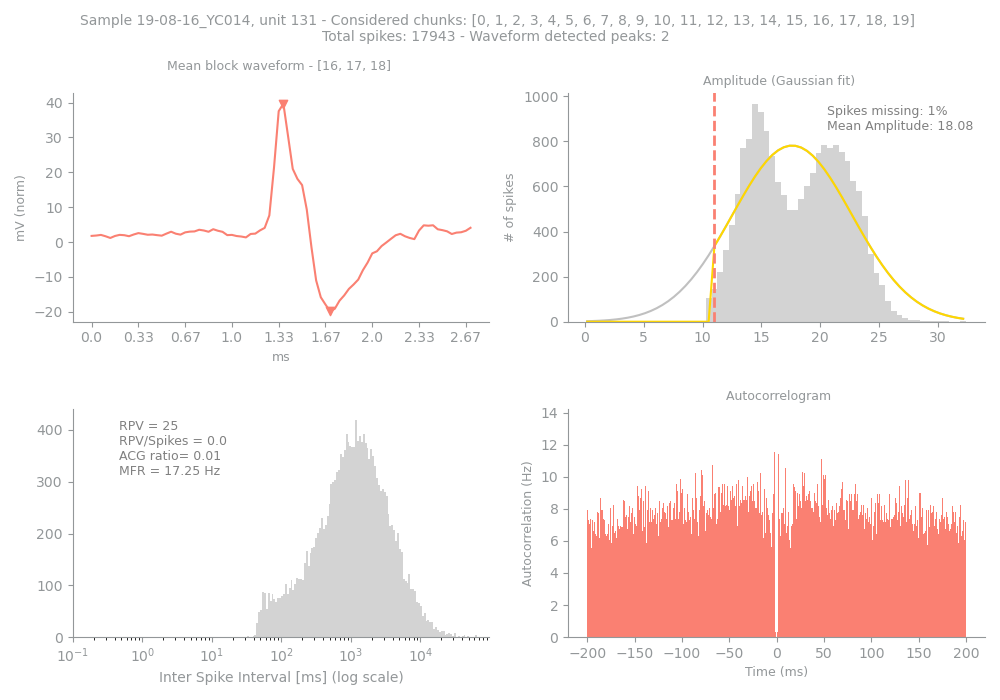 Sample 19-08-16_YC014, unit 131 - Considered chunks: [0, 1, 2, 3, 4, 5, 6, 7, 8, 9, 10, 11, 12, 13, 14, 15, 16, 17, 18, 19]
Total spikes: 17943 - Waveform detected peaks: 2
Mean block waveform - [16, 17, 18]
40
30
20
10
0
−10
−20
mV (norm)
0.0 0.33 0.67 1.0 1.33 1.67 2.0 2.33 2.67
ms
Amplitude (Gaussian fit)
Spikes missing: 1%
Mean Amplitude: 18.08
1000
800
600
400
200
0
# of spikes
0 5 10 15 20 25 30
RPV = 25
RPV/Spikes = 0.0
ACG ratio= 0.01
MFR = 17.25 Hz
400
300
200
100
0
10⁻¹ 10⁰ 10¹ 10² 10³ 10⁴
Inter Spike Interval [ms] (log scale)
Autocorrelogram
14
12
10
8
6
4
2
0
Autocorrelation (Hz)
−200 −150 −100 −50 0 50 100 150 200
Time (ms)